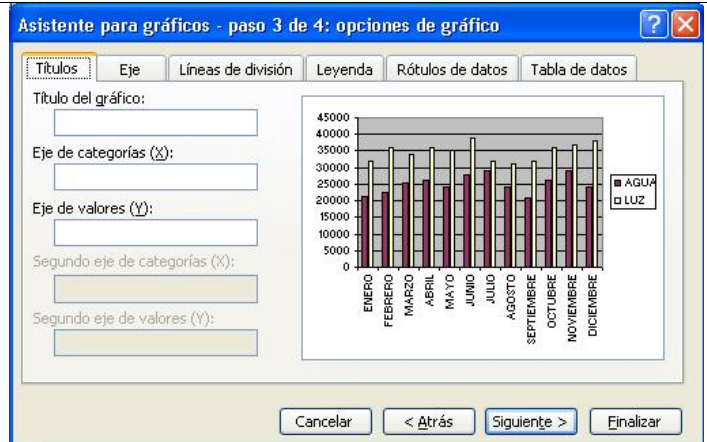 Asistente para gráficos - paso 3 de 4: opciones de gráfico
Títulos Eje Líneas de división Leyenda Rótulos de datos Tabla de datos
Título del gráfico:
Eje de categorías (X):
Eje de valores (Y):
Segundo eje de categorías (X):
Segundo eje de valores (Y):
45000
40000
35000
30000
25000
20000
15000
10000
5000
0
ENERO
FEBRERO
MARZO
ABRIL
MAYO
JUNIO
JULIO
AGOSTO
SEPTIEMBRE
OCTUBRE
NOVIEMBRE
DICIEMBRE
AGUA
LUZ
Cancelar < Atrás Siguiente > Finalizar